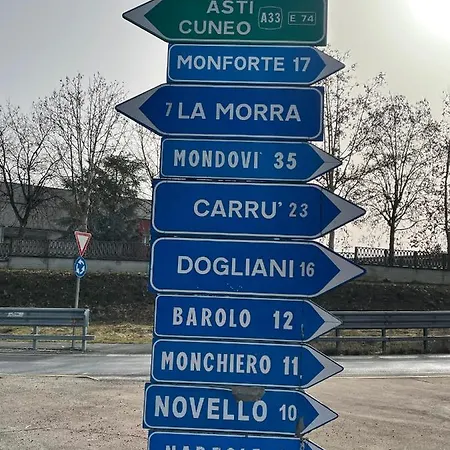 ASTI
CUNEO A33 E 74
MONFORTE 17
7 LA MORRA
MONDOVI' 35
CARRU' 23
DOGLIANI 16
BAROLO 12
MONCHIERO 11
NOVELLO 10